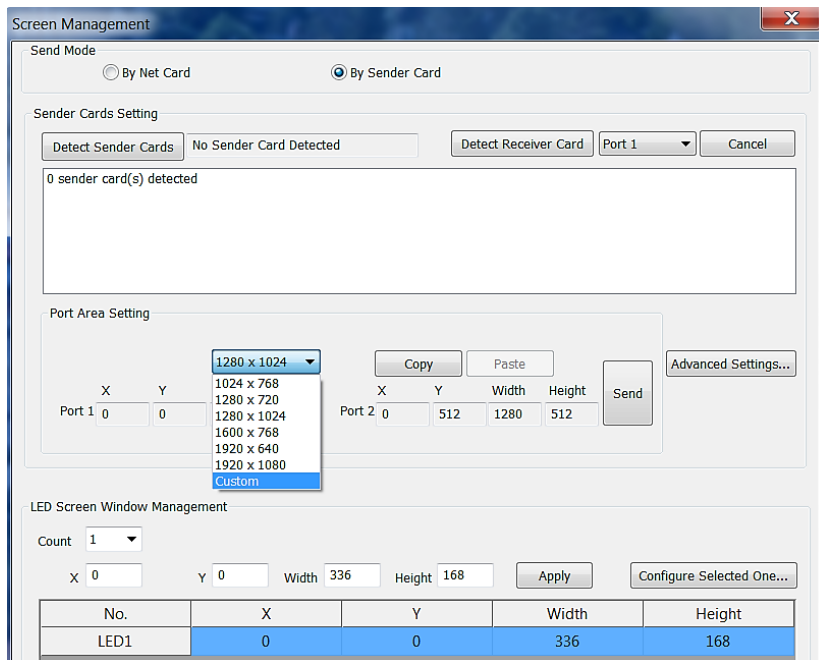 Screen Management
X
Send Mode
By Net Card By Sender Card
Sender Cards Setting
Detect Sender Cards No Sender Card Detected Detect Receiver Card Port 1 Cancel
0 sender card(s) detected
Port Area Setting
1280 x 1024 Copy Paste Advanced Settings...
1024 x 768
1280 x 720
1280 x 1024
1600 x 768
1920 x 640
1920 x 1080
Custom
X Y X Y Width Height Send
Port 1 0 0 Port 2 0 512 1280 512
LED Screen Window Management
Count 1
X 0 Y 0 Width 336 Height 168 Apply Configure Selected One...
No. X Y Width Height
LED1 0 0 336 168